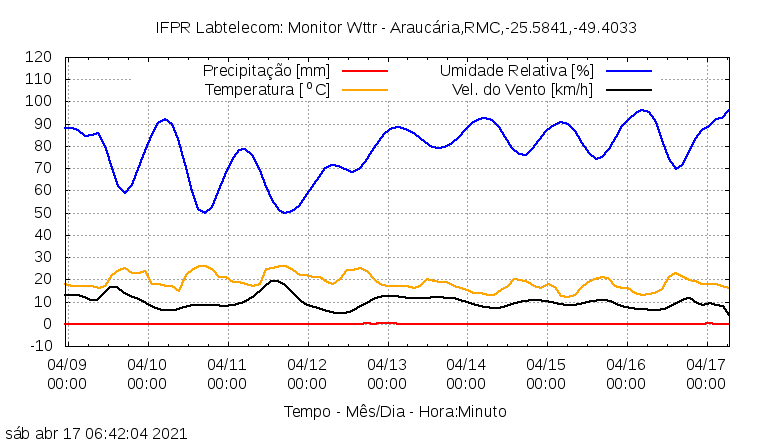 IFPR Labtelecom: Monitor Wttr - Araucária,RMC,-25.5841,-49.4033
Precipitação [mm]
Temperatura [⁰C]
Umidade Relativa [%]
Vel. do Vento [km/h]
120
110
100
90
80
70
60
50
40
30
20
10
0
-10
04/09 04/10 04/11 04/12 04/13 04/14 04/15 04/16 04/17
00:00 00:00 00:00 00:00 00:00 00:00 00:00 00:00 00:00
Tempo - Mês/Dia - Hora:Minuto
sáb abr 17 06:42:04 2021